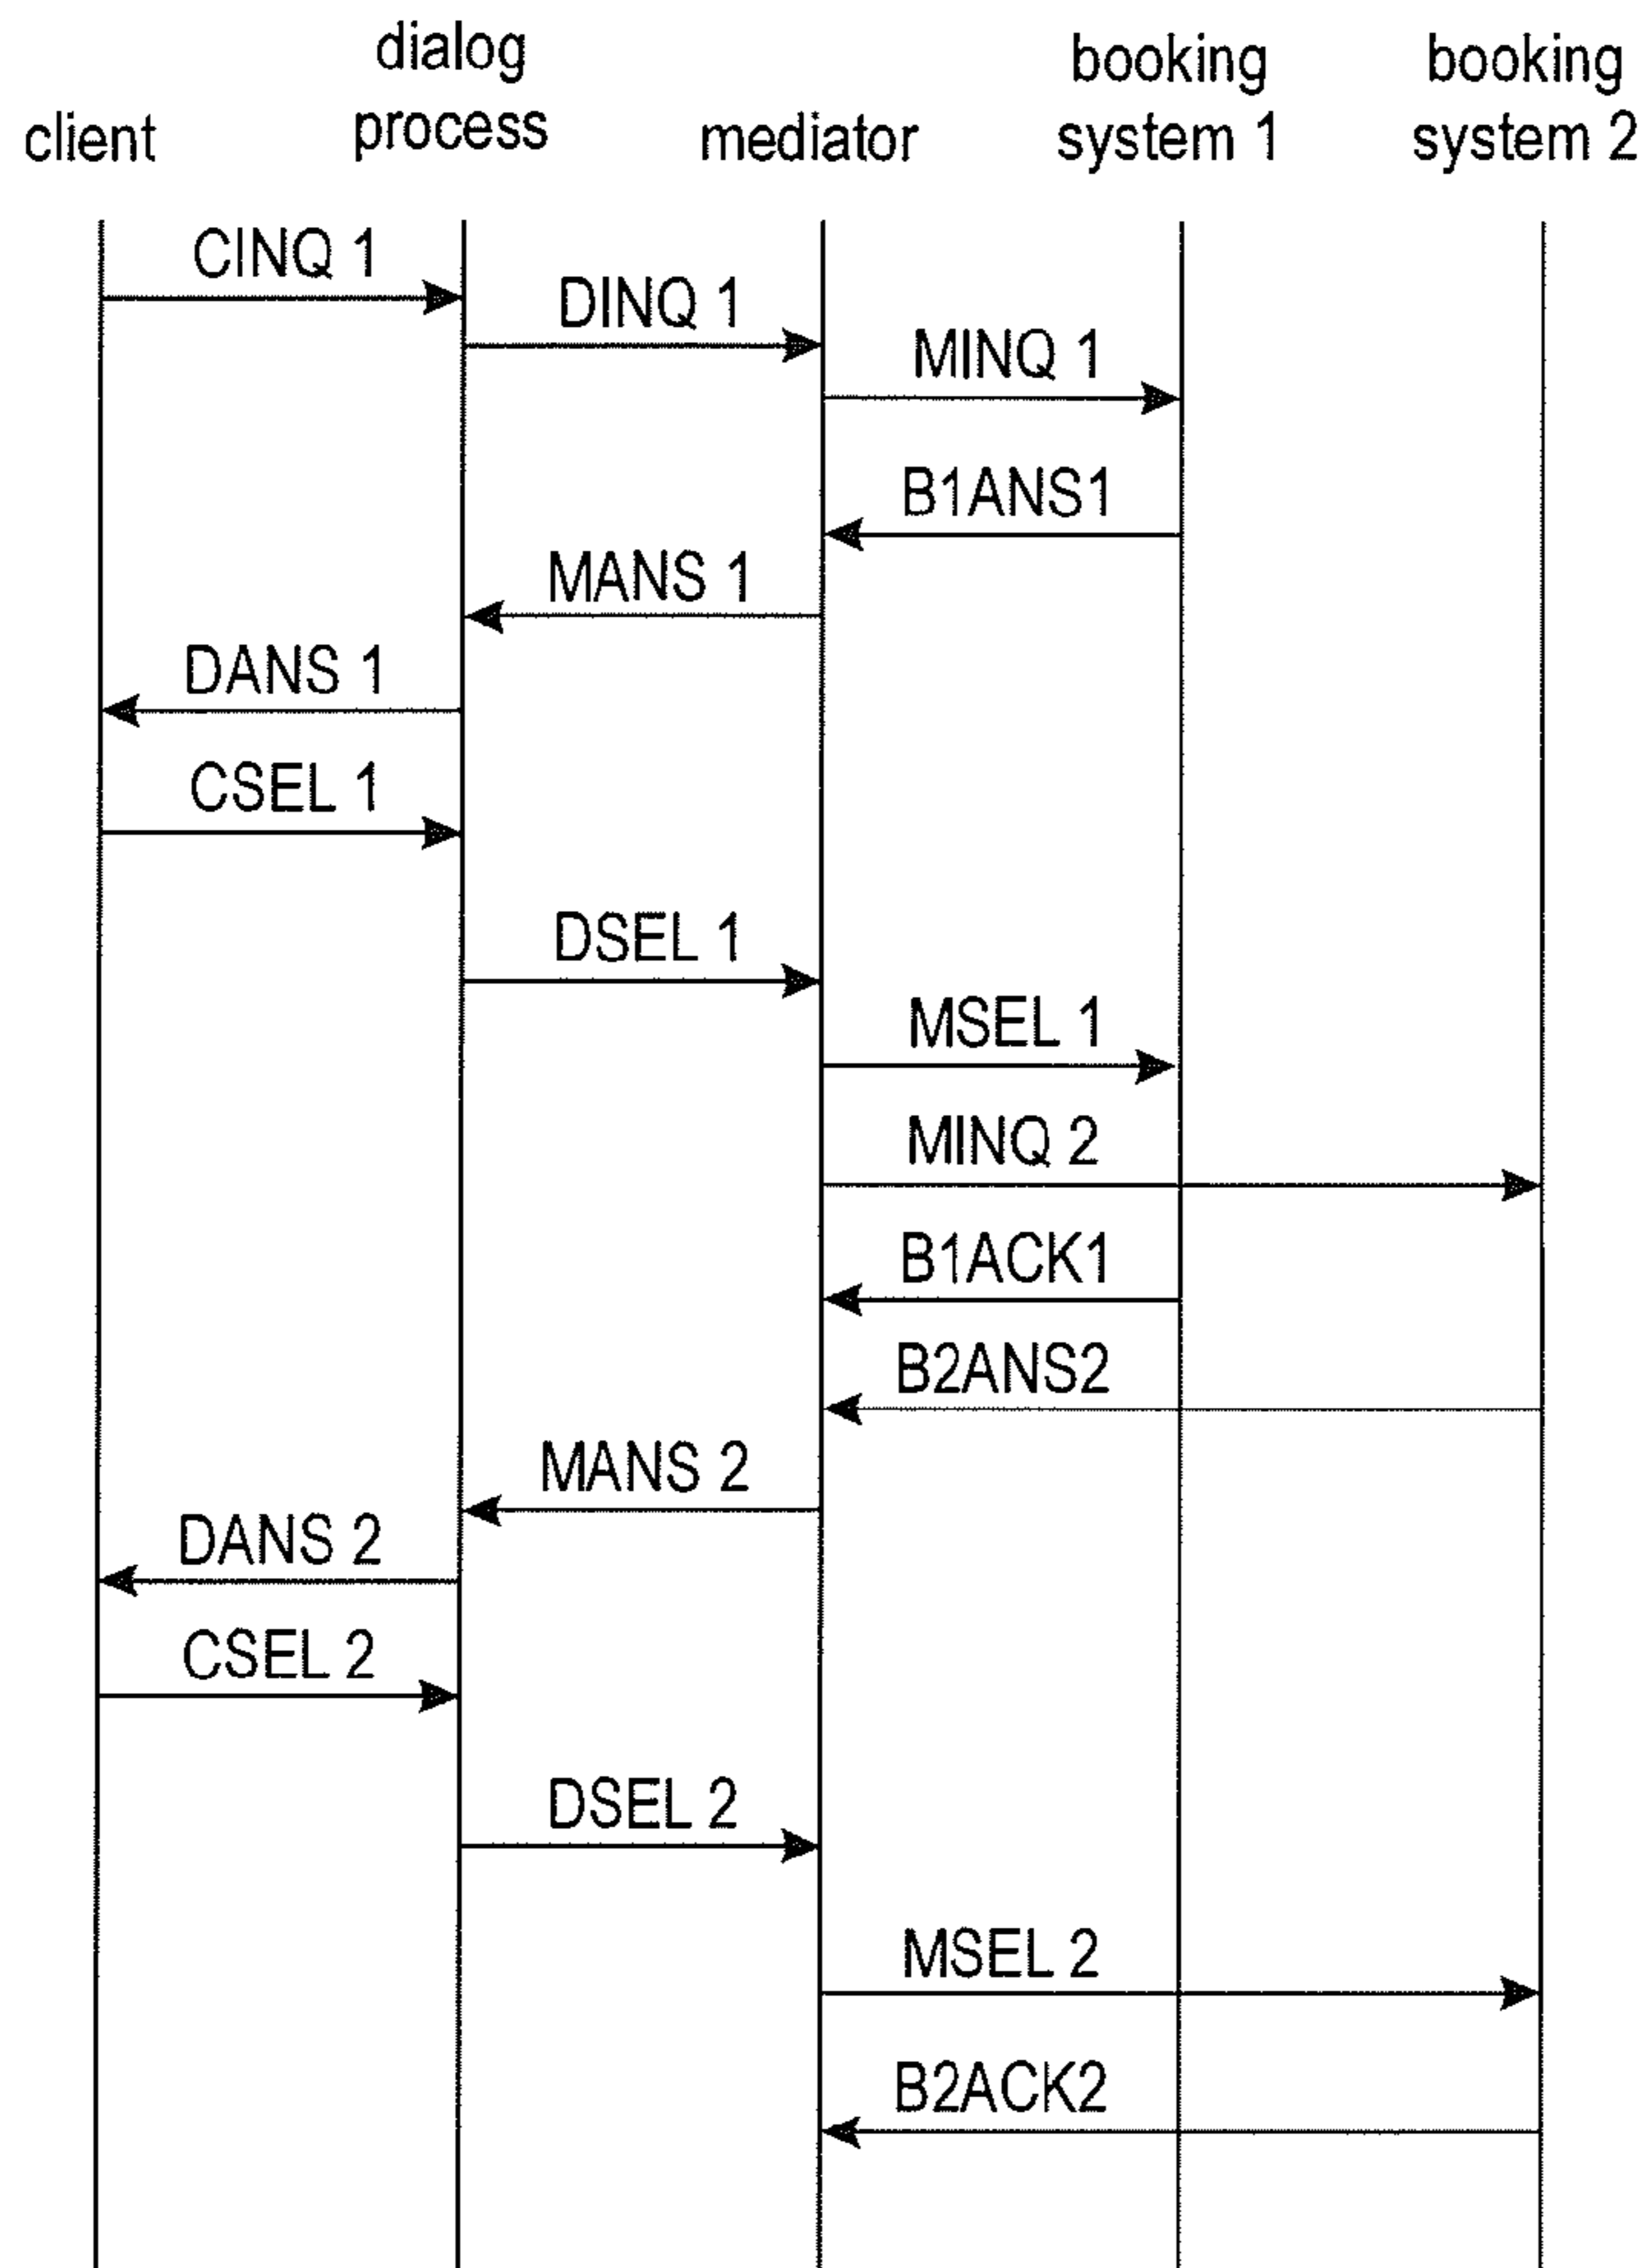 client
dialog
process
mediator
booking
system 1
booking
system 2
CINQ 1
DINQ 1
MINQ 1
B1ANS1
MANS 1
DANS 1
CSEL 1
DSEL 1
MSEL 1
MINQ 2
B1ACK1
B2ANS2
MANS 2
DANS 2
CSEL 2
DSEL 2
MSEL 2
B2ACK2